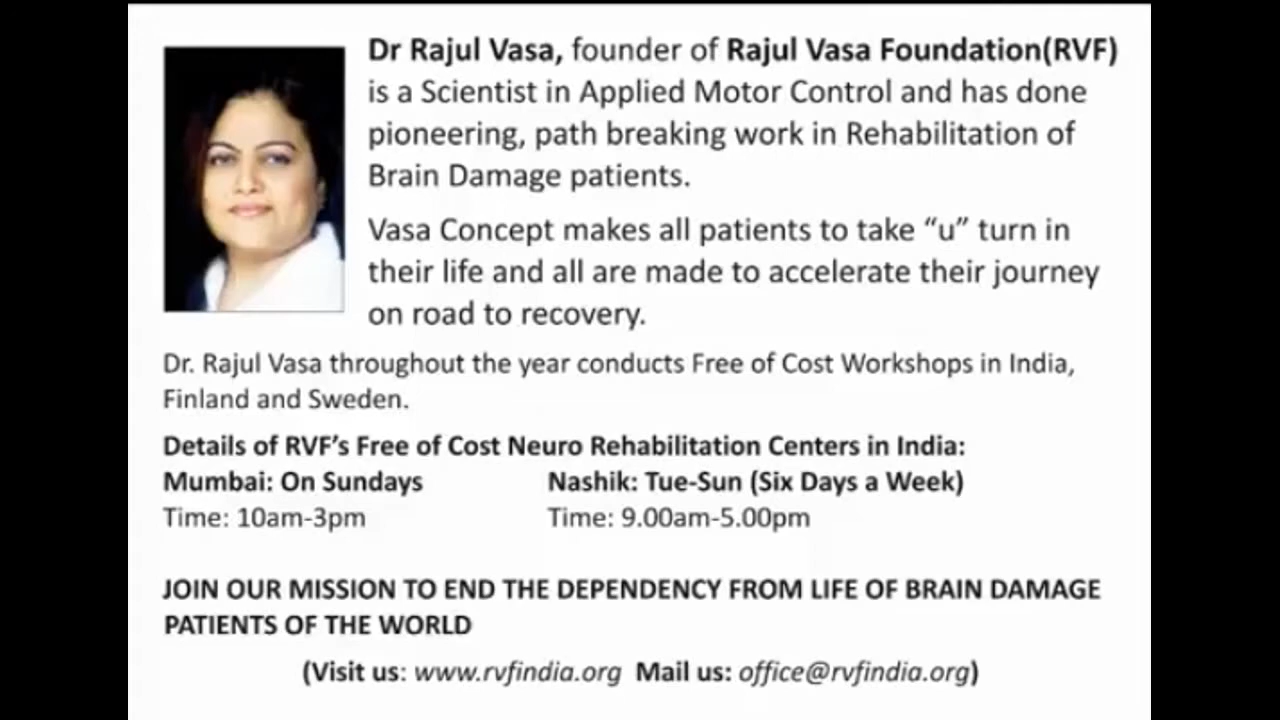 Dr Rajul Vasa, founder of Rajul Vasa Foundation(RVF)
is a Scientist in Applied Motor Control and has done
pioneering, path breaking work in Rehabilitation of
Brain Damage patients.
Vasa Concept makes all patients to take “u” turn in
their life and all are made to accelerate their journey
on road to recovery.
Dr. Rajul Vasa throughout the year conducts Free of Cost Workshops in India,
Finland and Sweden.
Details of RVF’s Free of Cost Neuro Rehabilitation Centers in India:
Mumbai: On Sundays Nashik: Tue-Sun (Six Days a Week)
Time: 10am-3pm Time: 9.00am-5.00pm
JOIN OUR MISSION TO END THE DEPENDENCY FROM LIFE OF BRAIN DAMAGE
PATIENTS OF THE WORLD
(Visit us: www.rvfindia.org Mail us: office@rvfindia.org)